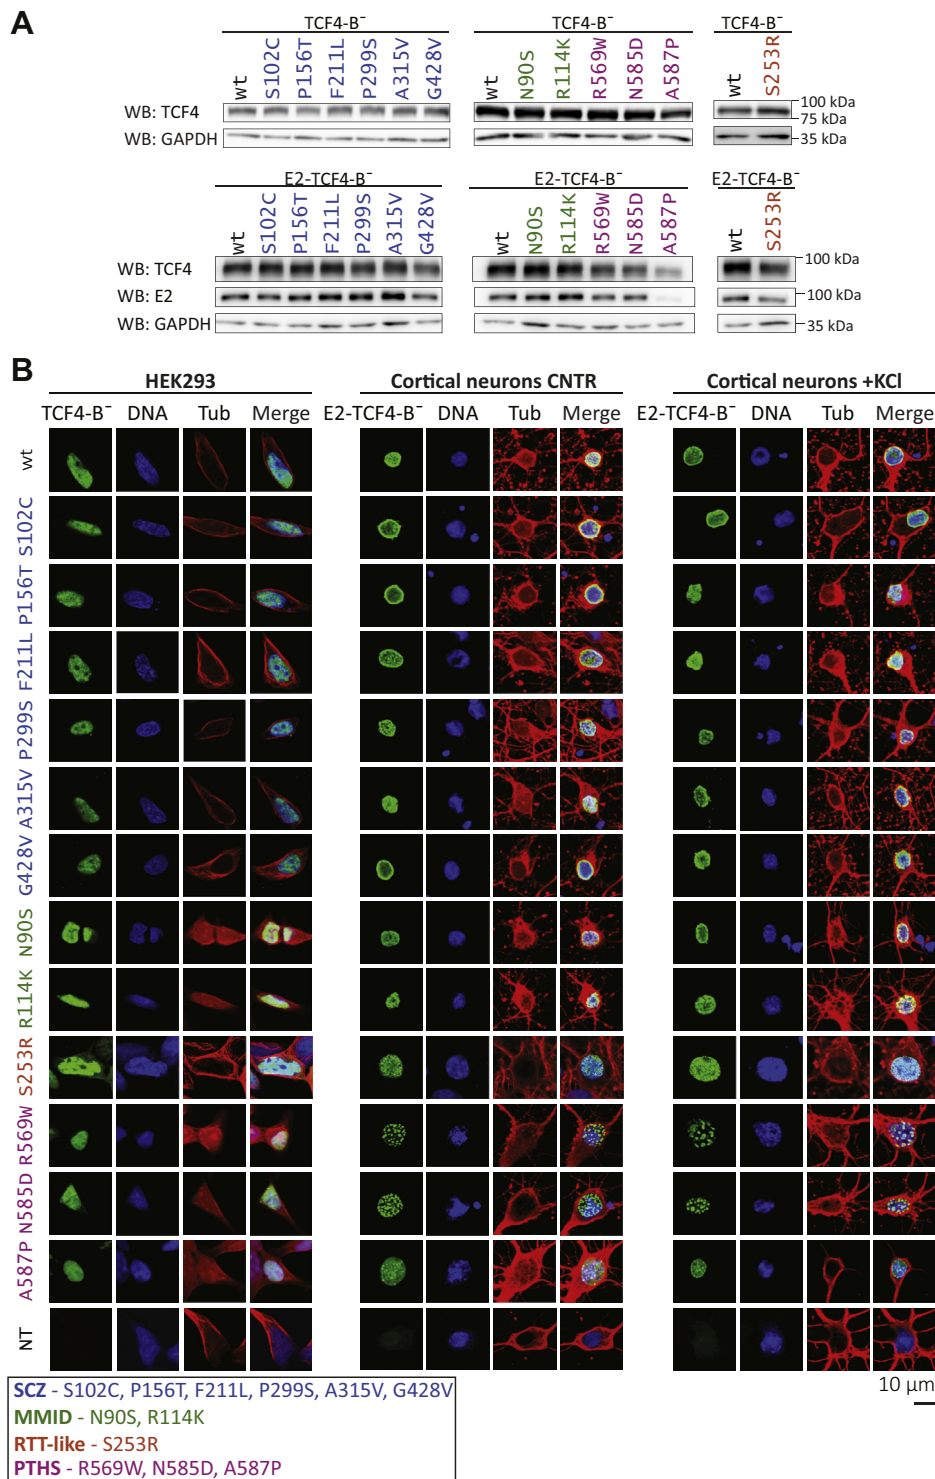 A
TCF4-B⁻ TCF4-B⁻ TCF4-B⁻
wt S102C P156T F211L P299S A315V G428V wt N90S R114K R569W N585D A587P wt S253R
WB: TCF4 100 kDa
75 kDa
WB: GAPDH 35 kDa
E2-TCF4-B⁻ E2-TCF4-B⁻ E2-TCF4-B⁻
wt S102C P156T F211L P299S A315V G428V wt N90S R114K R569W N585D A587P wt S253R
WB: TCF4 100 kDa
WB: E2 100 kDa
WB: GAPDH 35 kDa
B
HEK293 Cortical neurons CNTR Cortical neurons +KCl
TCF4-B⁻ DNA Tub Merge E2-TCF4-B⁻ DNA Tub Merge E2-TCF4-B⁻ DNA Tub Merge
wt
S102C
P156T
F211L
P299S
A315V
G428V
N90S
R114K
S253R
R569W
N585D
A587P
NT
10 µm
SCZ - S102C, P156T, F211L, P299S, A315V, G428V
MMID - N90S, R114K
RTT-like - S253R
PTHS - R569W, N585D, A587P